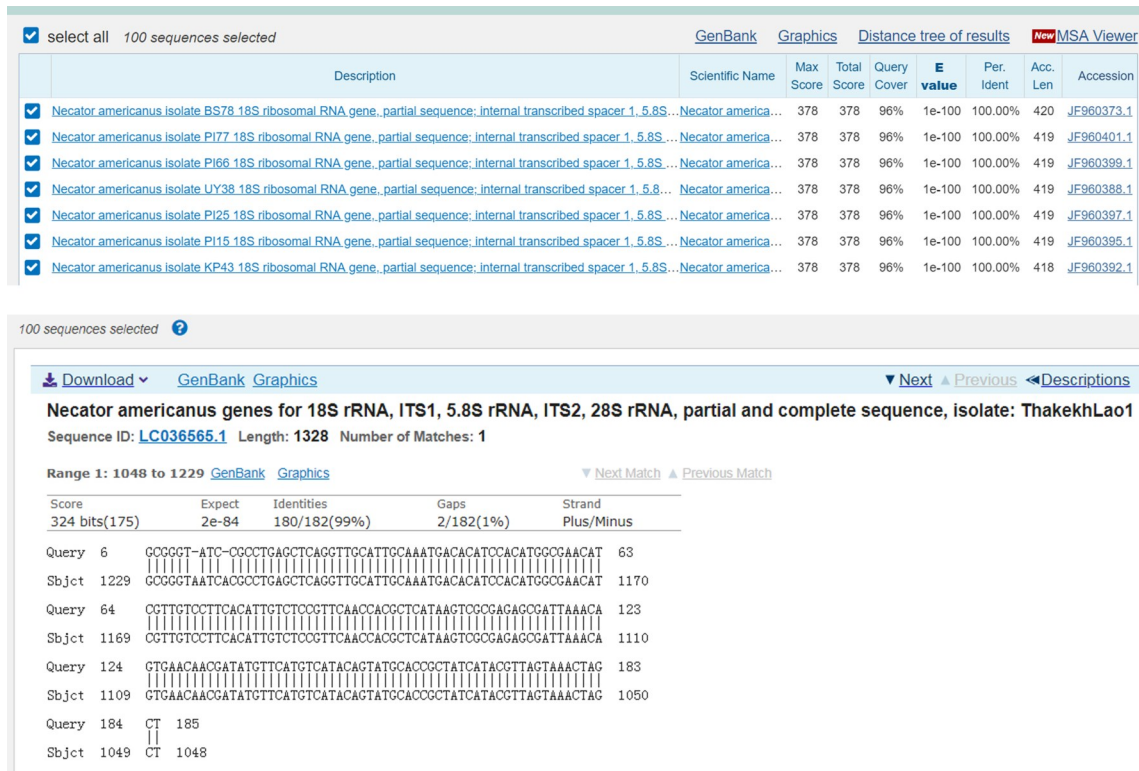 select all 100 sequences selected GenBank Graphics Distance tree of results New MSA Viewer
Description Scientific Name Max Score Total Score Query Cover E value Per. Ident Acc. Len Accession
Necator americanus isolate BS78 18S ribosomal RNA gene, partial sequence; internal transcribed spacer 1, 5.8S... Necator america... 378 378 96% 1e-100 100.00% 420 JF960373.1
Necator americanus isolate PI77 18S ribosomal RNA gene, partial sequence; internal transcribed spacer 1, 5.8S ... Necator america... 378 378 96% 1e-100 100.00% 419 JF960401.1
Necator americanus isolate PI66 18S ribosomal RNA gene, partial sequence; internal transcribed spacer 1, 5.8S ... Necator america... 378 378 96% 1e-100 100.00% 419 JF960399.1
Necator americanus isolate UY38 18S ribosomal RNA gene, partial sequence; internal transcribed spacer 1, 5.8... Necator america... 378 378 96% 1e-100 100.00% 419 JF960388.1
Necator americanus isolate PI25 18S ribosomal RNA gene, partial sequence; internal transcribed spacer 1, 5.8S ... Necator america... 378 378 96% 1e-100 100.00% 419 JF960397.1
Necator americanus isolate PI15 18S ribosomal RNA gene, partial sequence; internal transcribed spacer 1, 5.8S ... Necator america... 378 378 96% 1e-100 100.00% 419 JF960395.1
Necator americanus isolate KP43 18S ribosomal RNA gene, partial sequence; internal transcribed spacer 1, 5.8S... Necator america... 378 378 96% 1e-100 100.00% 418 JF960392.1
100 sequences selected ?
Download GenBank Graphics Next Previous Descriptions
Necator americanus genes for 18S rRNA, ITS1, 5.8S rRNA, ITS2, 28S rRNA, partial and complete sequence, isolate: ThakekhLao1
Sequence ID: LC036565.1 Length: 1328 Number of Matches: 1
Range 1: 1048 to 1229 GenBank Graphics Next Match Previous Match
Score Expect Identities Gaps Strand
324 bits(175) 2e-84 180/182(99%) 2/182(1%) Plus/Minus
Query 6 GCGGGT-ATC-CGCCTGAGCTCAGGTTGCATTGCAAATGACACATCCACATGGCGAACAT 63
Sbjct 1229 GCGGGTAATCACGCCTGAGCTCAGGTTGCATTGCAAATGACACATCCACATGGCGAACAT 1170
Query 64 CGTTGTCCTTCACATTGTCTCCGTTCAACCACGCTCATAAGTCGCGAGAGCGATTAAACA 123
Sbjct 1169 CGTTGTCCTTCACATTGTCTCCGTTCAACCACGCTCATAAGTCGCGAGAGCGATTAAACA 1110
Query 124 GTGAACAACGATATGTTCATGTCATACAGTATGCACCGCTATCATACGTTAGTAAACTAG 183
Sbjct 1109 GTGAACAACGATATGTTCATGTCATACAGTATGCACCGCTATCATACGTTAGTAAACTAG 1050
Query 184 CT 185
Sbjct 1049 CT 1048